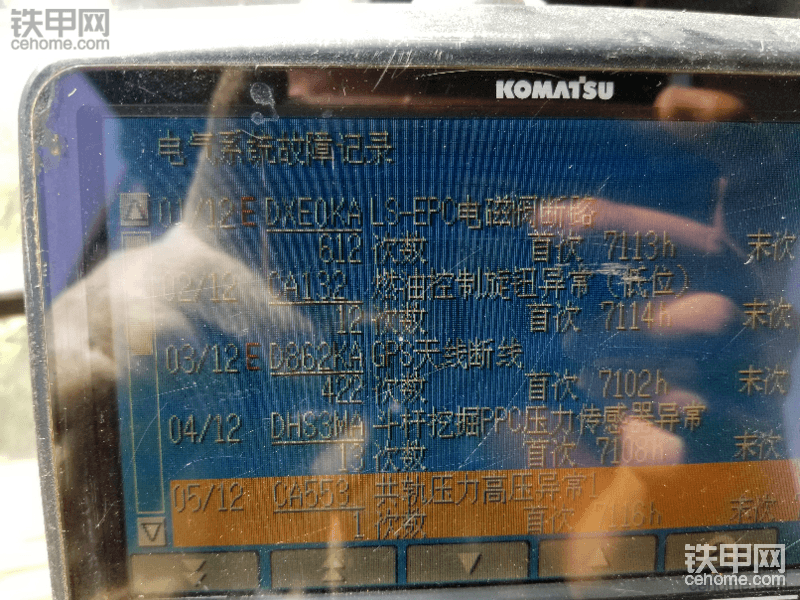 铁甲网
cehome.com
KOMATSU
电气系统故障记录
01/12 E DXE0KA LS-EPC电磁阀断路
612 次数 首次 7113h 末次
02/12 CA132 燃油控制旋钮异常（低位）
12 次数 首次 7114h 末次
03/12 E D862KA GPS天线断线
422 次数 首次 7102h 末次
04/12 DHS3MA 斗杆挖掘PPC压力传感器异常
13 次数 首次 7108h 末次
05/12 CA553 共轨压力高压异常1
1 次数 首次 7118h 末次
铁甲网
cehome.com